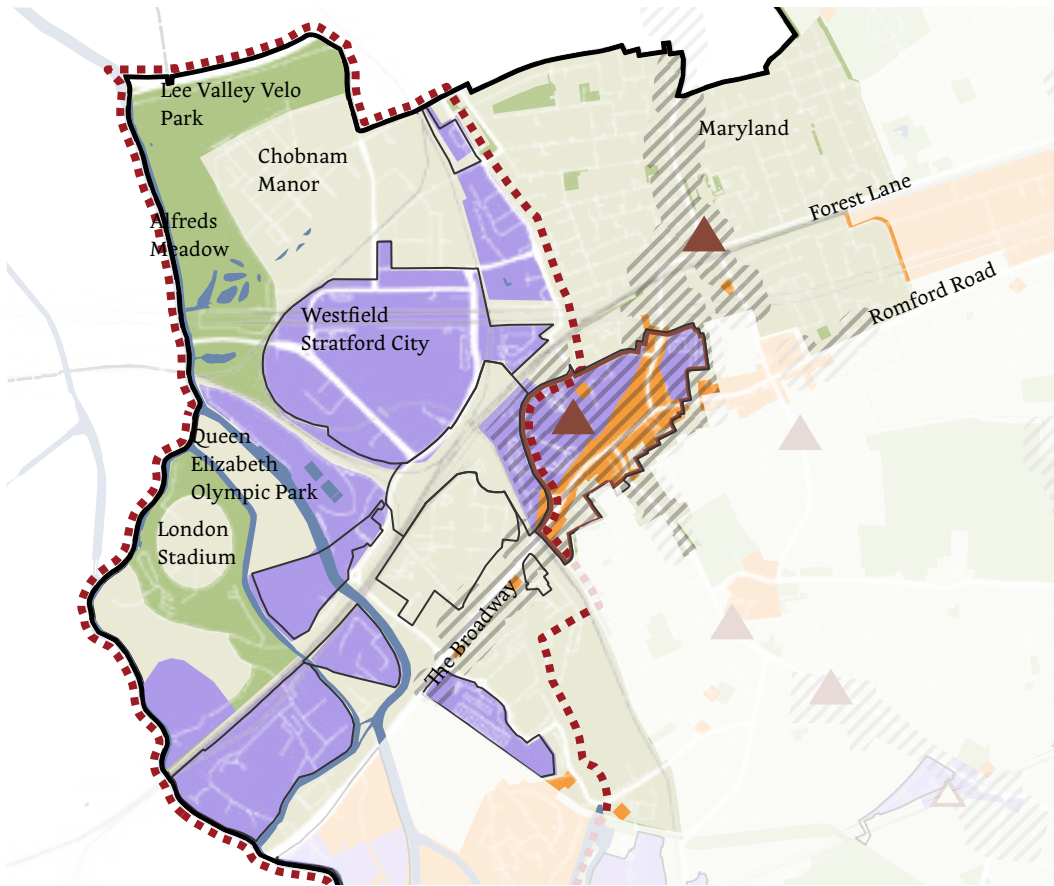 Lee Valley Velo
Park
Maryland
Chobnam
Manor
Forest Lane
Alfreds
Meadow
Romford Road
Westfield
Stratford City
Queen
Elizabeth
Olympic Park
London
Stadium
The Broadway